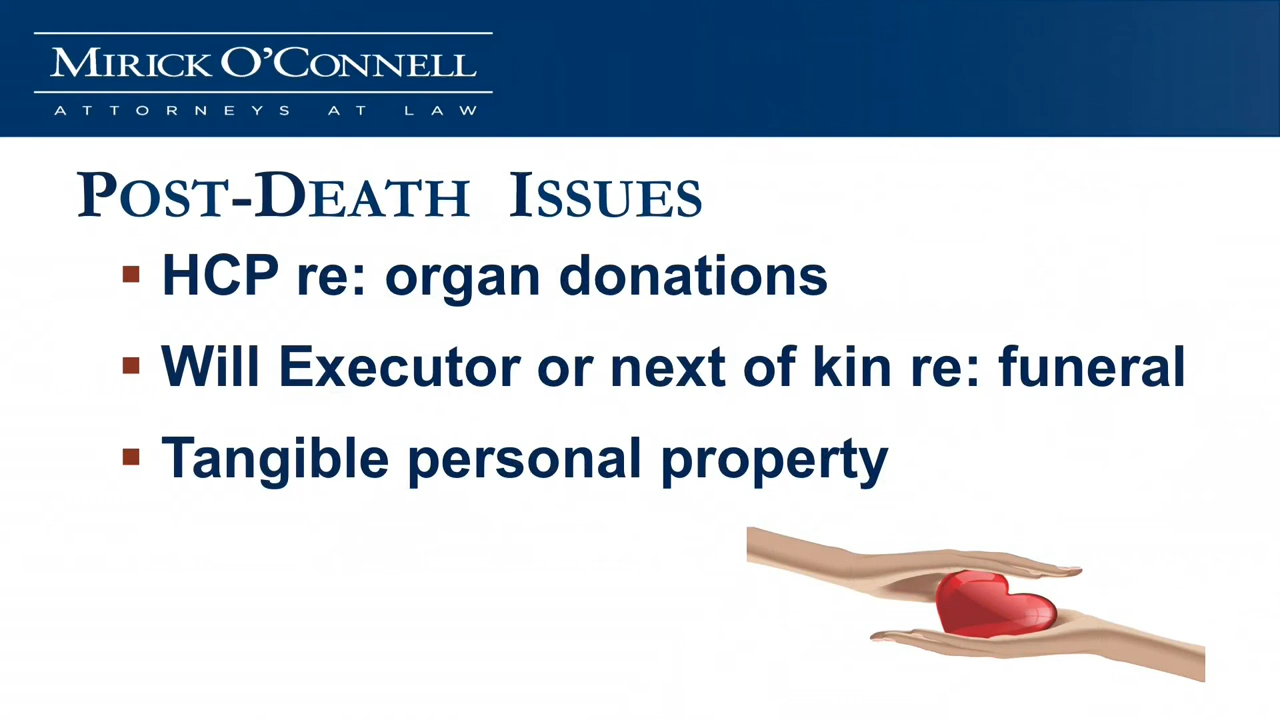 MIRICK O'CONNELL
ATTORNEYS AT LAW
POST-DEATH ISSUES
HCP re: organ donations
Will Executor or next of kin re: funeral
Tangible personal property